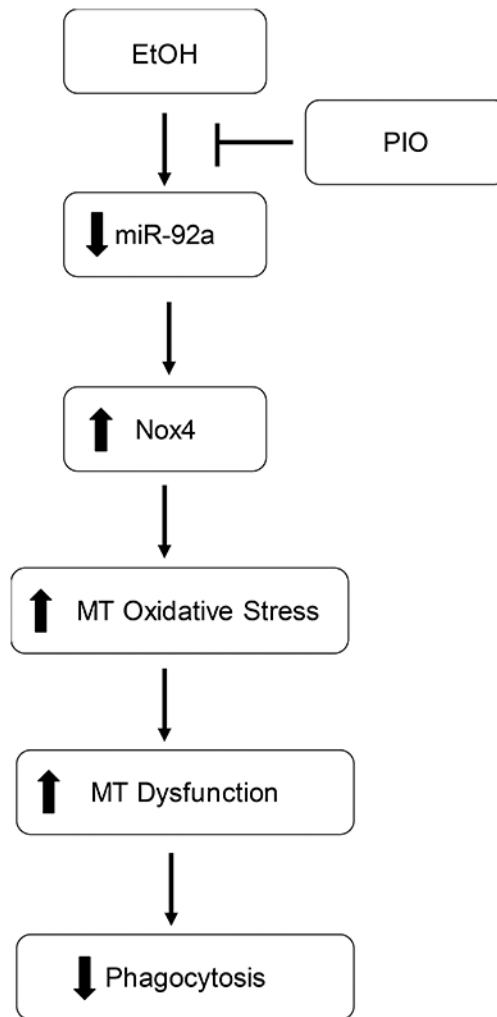 EtOH
PIO
miR-92a
Nox4
MT Oxidative Stress
MT Dysfunction
Phagocytosis